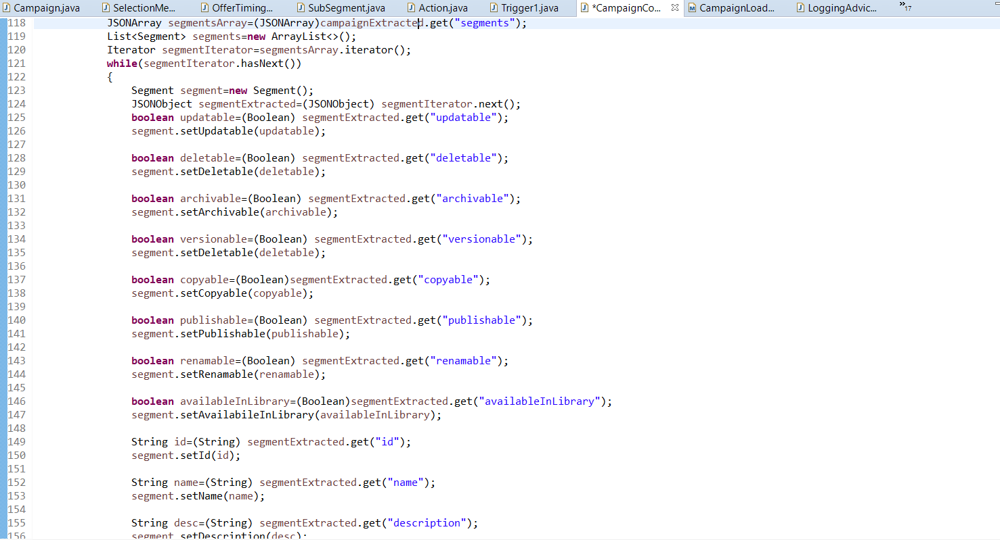 Campaign.java SelectionMe... OfferTiming... SubSegment.java Action.java Trigger1.java *CampaignCo... CampaignLoad... LoggingAdvic... »17
118 JSONArray segmentsArray=(JSONArray)campaignExtracted.get("segments");
119 List<Segment> segments=new ArrayList<>();
120 Iterator segmentIterator=segmentsArray.iterator();
121 while(segmentIterator.hasNext())
122 {
123 Segment segment=new Segment();
124 JSONObject segmentExtracted=(JSONObject) segmentIterator.next();
125 boolean updatable=(Boolean) segmentExtracted.get("updatable");
126 segment.setUpdatable(updatable);
127
128 boolean deletable=(Boolean) segmentExtracted.get("deletable");
129 segment.setDeletable(deletable);
130
131 boolean archivable=(Boolean) segmentExtracted.get("archivable");
132 segment.setArchivable(archivable);
133
134 boolean versionable=(Boolean) segmentExtracted.get("versionable");
135 segment.setDeletable(deletable);
136
137 boolean copyable=(Boolean)segmentExtracted.get("copyable");
138 segment.setCopyable(copyable);
139
140 boolean publishable=(Boolean) segmentExtracted.get("publishable");
141 segment.setPublishable(publishable);
142
143 boolean renamable=(Boolean) segmentExtracted.get("renamable");
144 segment.setRenamable(renamable);
145
146 boolean availableInLibrary=(Boolean)segmentExtracted.get("availableInLibrary");
147 segment.setAvailabileInLibrary(availableInLibrary);
148
149 String id=(String) segmentExtracted.get("id");
150 segment.setId(id);
151
152 String name=(String) segmentExtracted.get("name");
153 segment.setName(name);
154
155 String desc=(String) segmentExtracted.get("description");
156 segment.setDescription(desc);